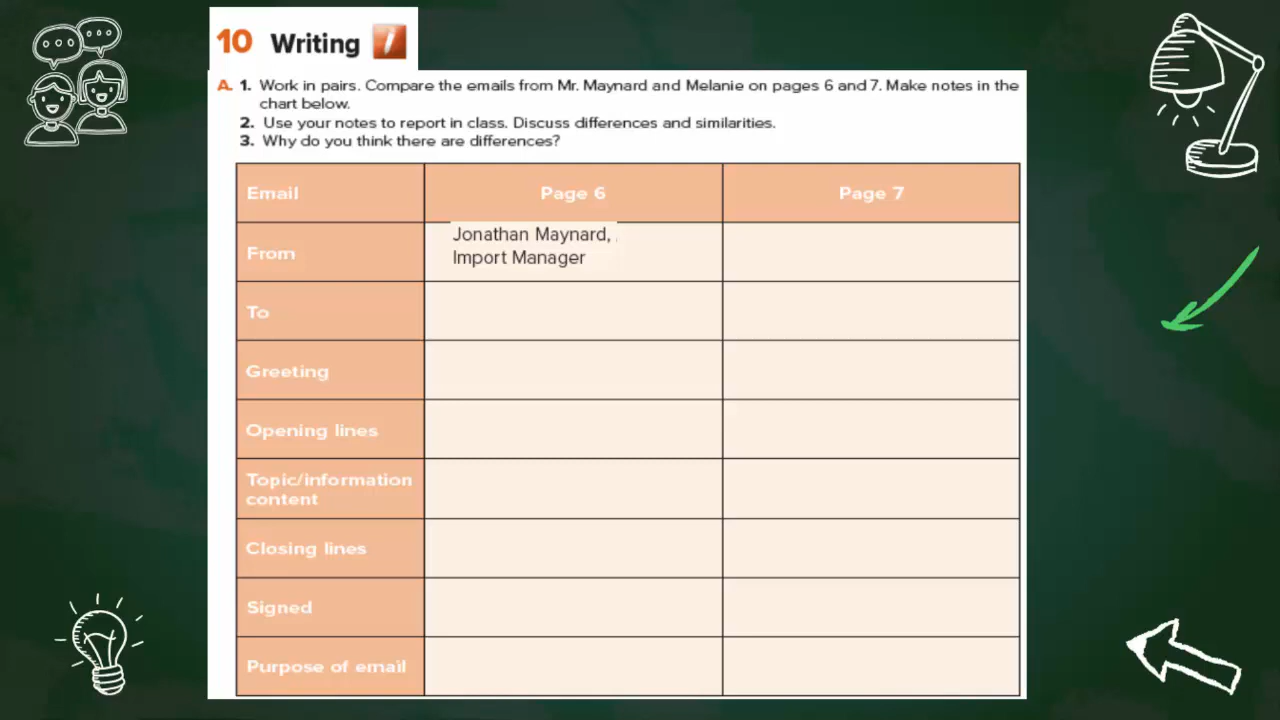 10 Writing
A. 1. Work in pairs. Compare the emails from Mr. Maynard and Melanie on pages 6 and 7. Make notes in the
chart below.
2. Use your notes to report in class. Discuss differences and similarities.
3. Why do you think there are differences?
Email Page 6 Page 7
From Jonathan Maynard,
Import Manager
To
Greeting
Opening lines
Topic/information
content
Closing lines
Signed
Purpose of email